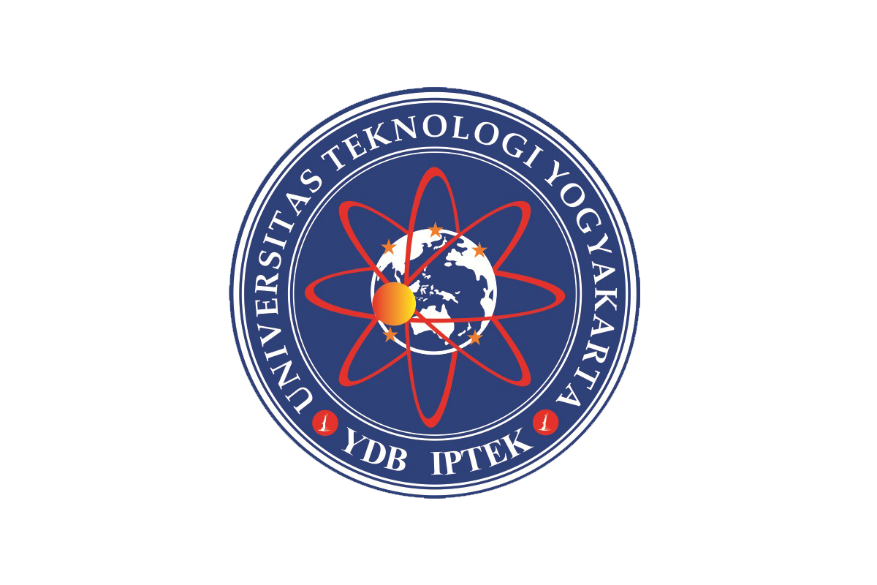 UNIVERSITAS TEKNOLOGI YOGYAKARTA
YDB IPTEK